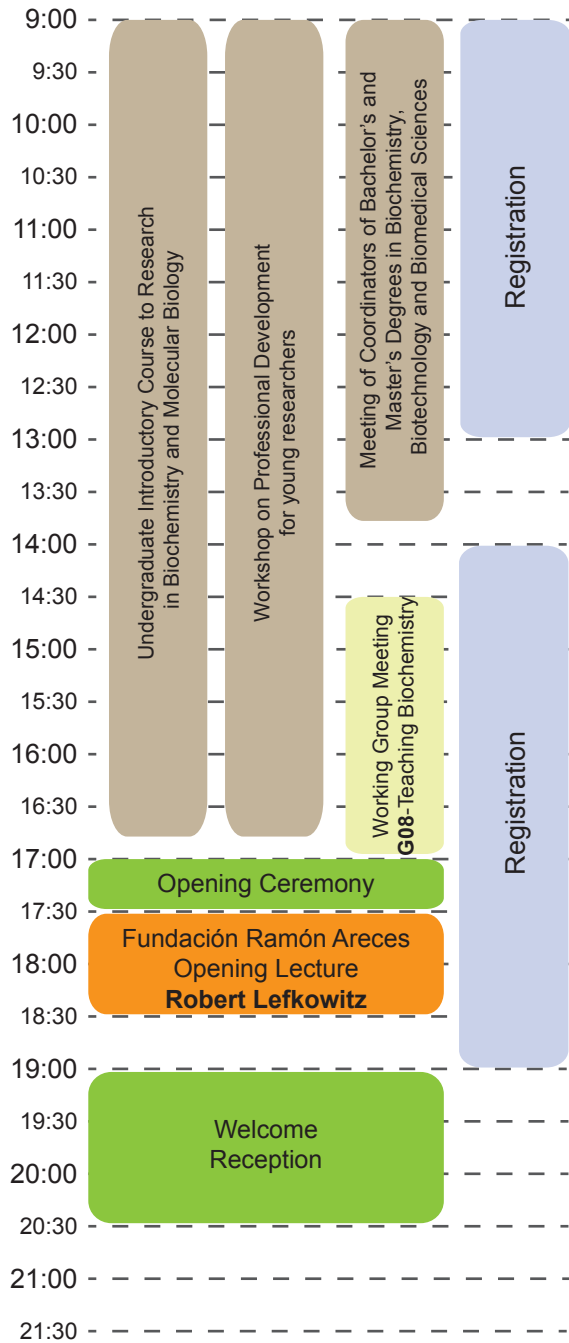 9:00
9:30
10:00
10:30
11:00
11:30
12:00
12:30
13:00
13:30
14:00
14:30
15:00
15:30
16:00
16:30
17:00
17:30
18:00
18:30
19:00
19:30
20:00
20:30
21:00
21:30
Undergraduate Introductory Course to Research
in Biochemistry and Molecular Biology
Workshop on Professional Development
for young researchers
Meeting of Coordinators of Bachelor's and
Master's Degrees in Biochemistry,
Biotechnology and Biomedical Sciences
Registration
Working Group Meeting
G08-Teaching Biochemistry
Registration
Opening Ceremony
Fundación Ramón Areces
Opening Lecture
Robert Lefkowitz
Welcome
Reception